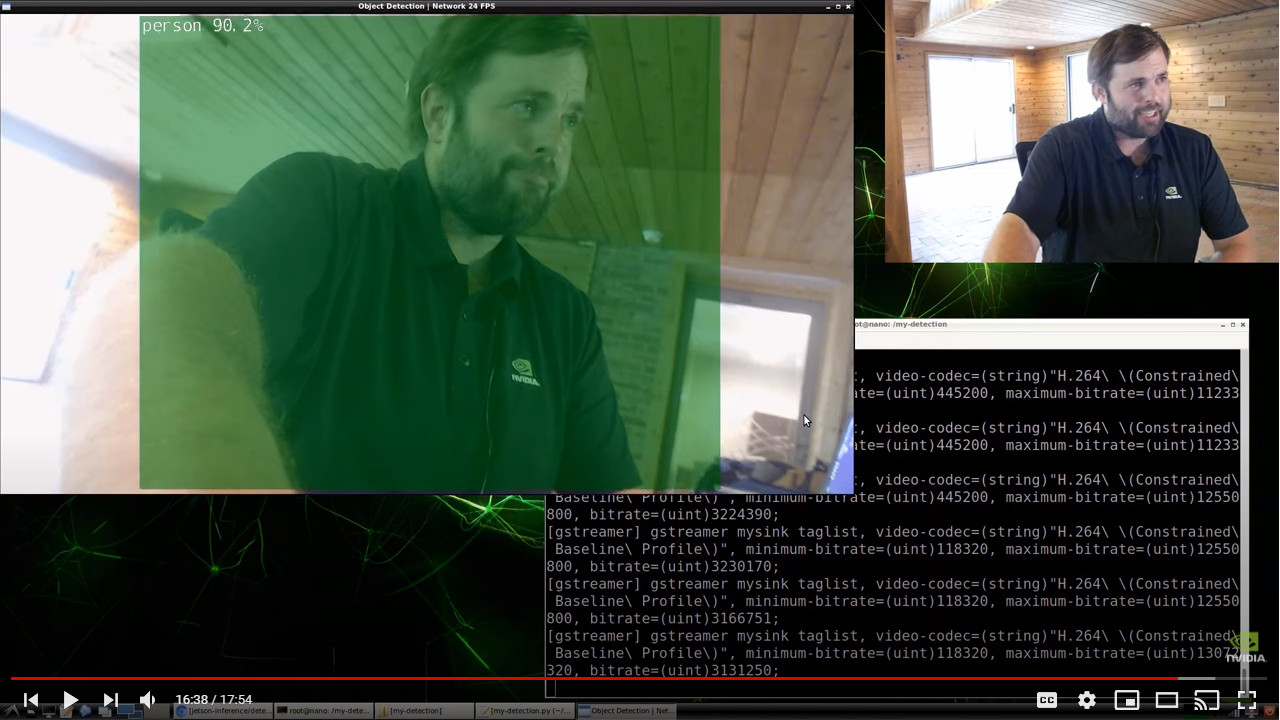 Object Detection | Network 24 FPS
person 90.2%
NVIDIA.
NVIDIA.
root@nano: /my-detection
t, video-codec=(string)"H.264\ \(Constrained\
ate=(uint)445200, maximum-bitrate=(uint)11233
t, video-codec=(string)"H.264\ \(Constrained\
ate=(uint)445200, maximum-bitrate=(uint)11233
t, video-codec=(string)"H.264\ \(Constrained\
Baseline\ Profile\)", minimum-bitrate=(uint)445200, maximum-bitrate=(uint)12550
800, bitrate=(uint)3224390;
[gstreamer] gstreamer mysink taglist, video-codec=(string)"H.264\ \(Constrained\
Baseline\ Profile\)", minimum-bitrate=(uint)118320, maximum-bitrate=(uint)12550
800, bitrate=(uint)3230170;
[gstreamer] gstreamer mysink taglist, video-codec=(string)"H.264\ \(Constrained\
Baseline\ Profile\)", minimum-bitrate=(uint)118320, maximum-bitrate=(uint)12550
800, bitrate=(uint)3166751;
[gstreamer] gstreamer mysink taglist, video-codec=(string)"H.264\ \(Constrained\
Baseline\ Profile\)", minimum-bitrate=(uint)118320, maximum-bitrate=(uint)13072
320, bitrate=(uint)3131250;
NVIDIA.
16:38 / 17:54
CC
[jetson-inference/dete...
root@nano: /my-dete...
[my-detection]
my-detection.py (~/...
Object Detection | Net...